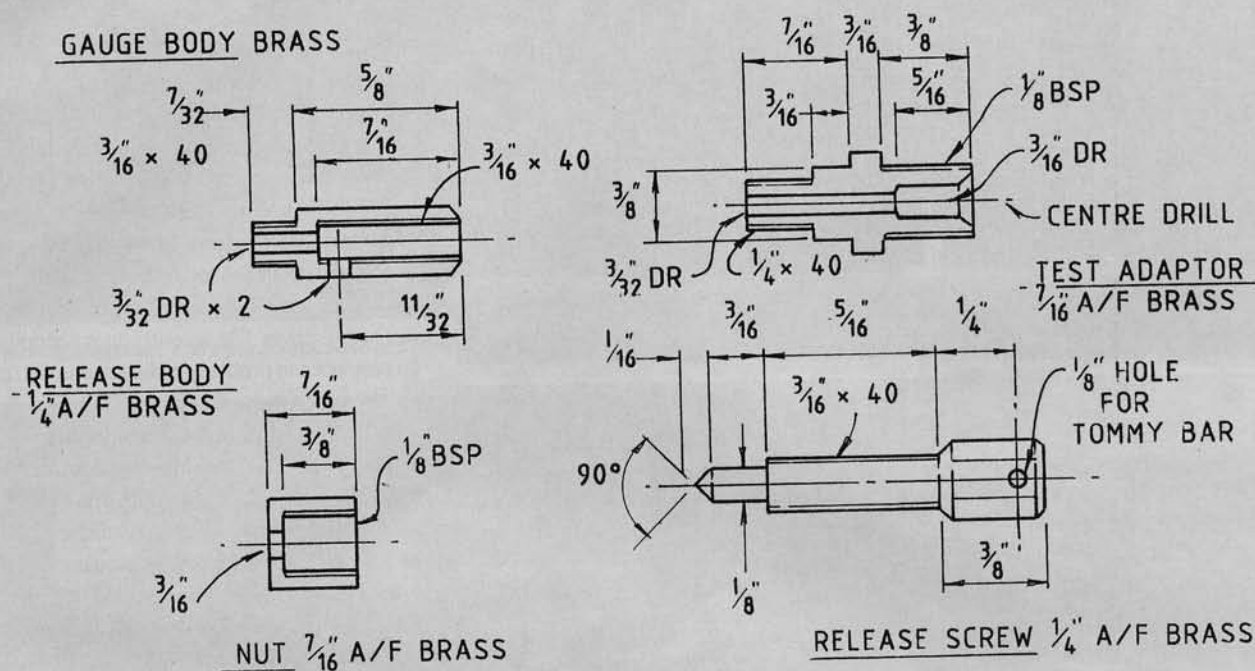 GAUGE BODY BRASS
7/32"
5/8"
7/16"
3/16" × 40
3/16" × 40
3/32" DR × 2
11/32"
RELEASE BODY
1/4" A/F BRASS
7/16"
3/8"
1/8" BSP
3/16
NUT 7/16" A/F BRASS
7/16"
3/16"
3/8"
3/16"
5/16"
1/8" BSP
3/16" DR
3/8"
CENTRE DRILL
3/32" DR
1/4" × 40
TEST ADAPTOR
7/16" A/F BRASS
1/16"
3/16"
5/16"
1/4"
3/16" × 40
1/8" HOLE
FOR
TOMMY BAR
90°
1/8"
3/8"
RELEASE SCREW 1/4" A/F BRASS